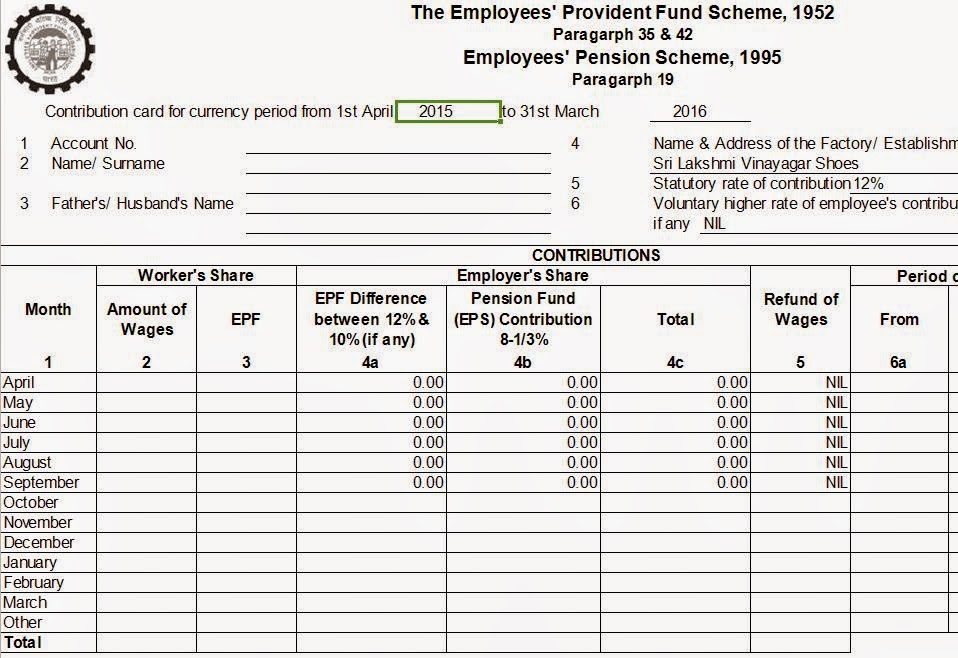 The Employees' Provident Fund Scheme, 1952
Paragarph 35 & 42
Employees' Pension Scheme, 1995
Paragarph 19
Contribution card for currency period from 1st April 2015 to 31st March 2016
1 Account No. 4 Name & Address of the Factory/ Establishm
2 Name/ Surname Sri Lakshmi Vinayagar Shoes
5 Statutory rate of contribution 12%
3 Father's/ Husband's Name 6 Voluntary higher rate of employee's contribu
if any NIL
CONTRIBUTIONS
Worker's Share Employer's Share Period
Month Amount of Wages EPF EPF Difference between 12% & 10% (if any) Pension Fund (EPS) Contribution 8-1/3% Total Refund of Wages From
1 2 3 4a 4b 4c 5 6a
April 0.00 0.00 0.00 NIL
May 0.00 0.00 0.00 NIL
June 0.00 0.00 0.00 NIL
July 0.00 0.00 0.00 NIL
August 0.00 0.00 0.00 NIL
September 0.00 0.00 0.00 NIL
October
November
December
January
February
March
Other
Total